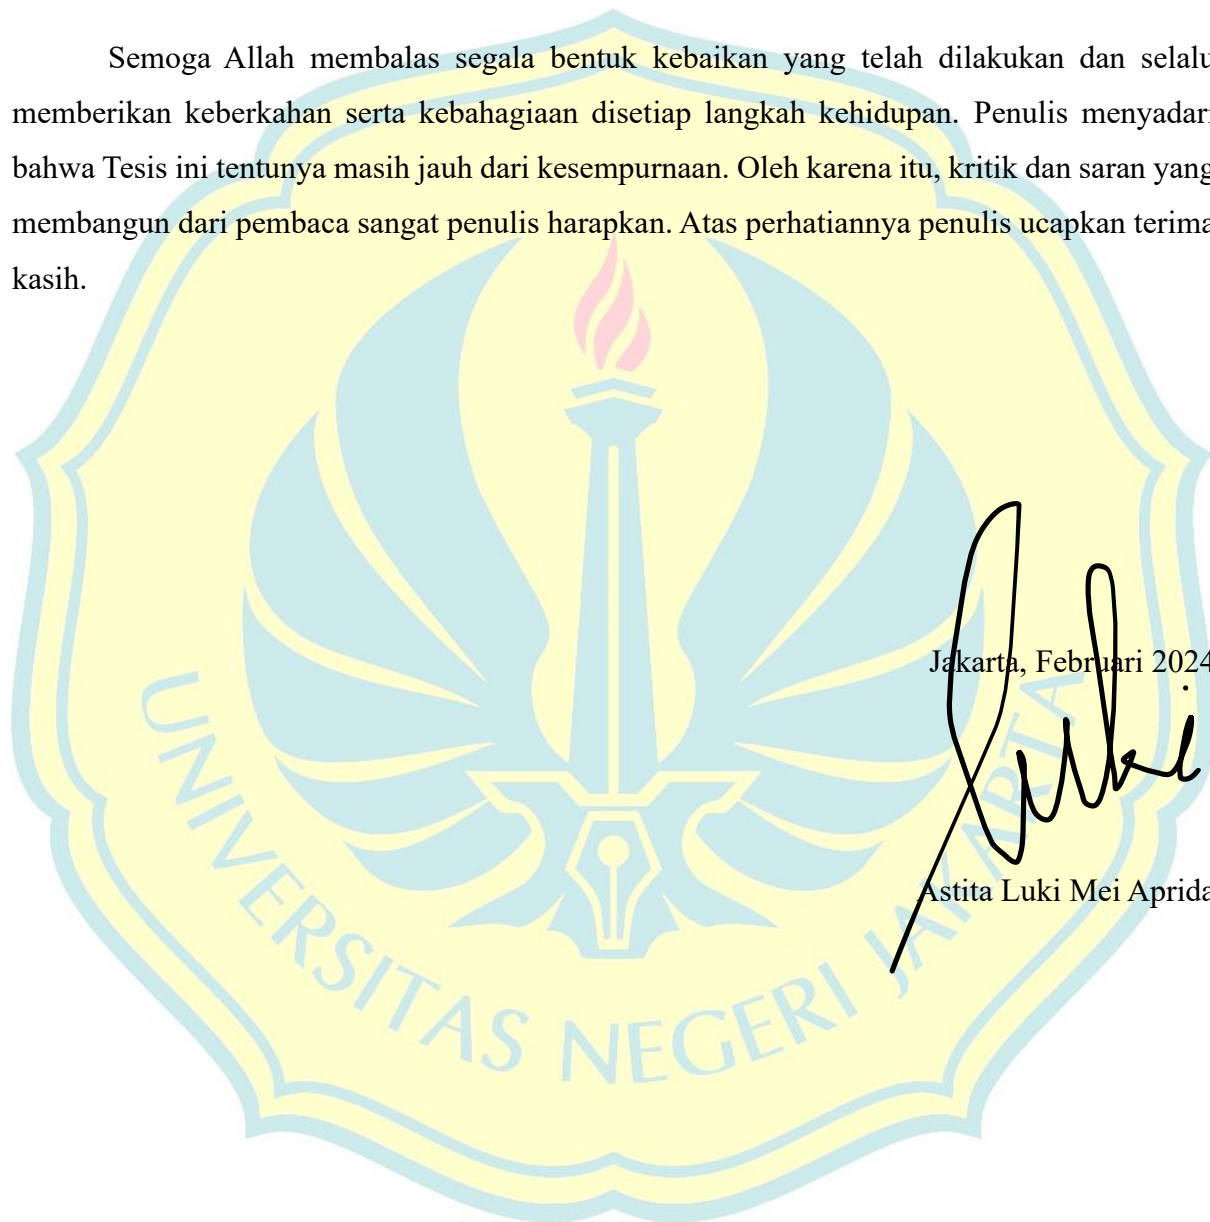 Semoga Allah membalas segala bentuk kebaikan yang telah dilakukan dan selalu
memberikan keberkahan serta kebahagiaan disetiap langkah kehidupan. Penulis menyadari
bahwa Tesis ini tentunya masih jauh dari kesempurnaan. Oleh karena itu, kritik dan saran yang
membangun dari pembaca sangat penulis harapkan. Atas perhatiannya penulis ucapkan terima
kasih.
Jakarta, Februari 2024
Luki
Astita Luki Mei Aprida
UNIVERSITAS NEGERI JAKARTA